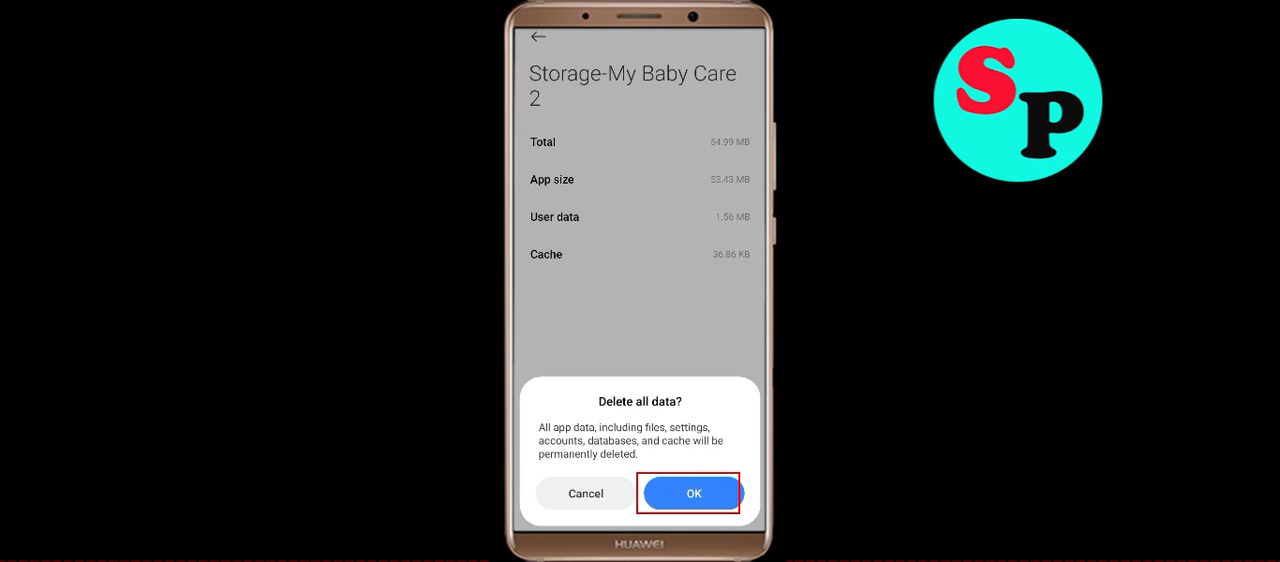 Storage-My Baby Care
2
Total 54.99 MB
App size 53.43 MB
User data 1.56 MB
Cache 36.86 KB
Delete all data?
All app data, including files, settings,
accounts, databases, and cache will be
permanently deleted.
Cancel OK
HUAWEI
SP